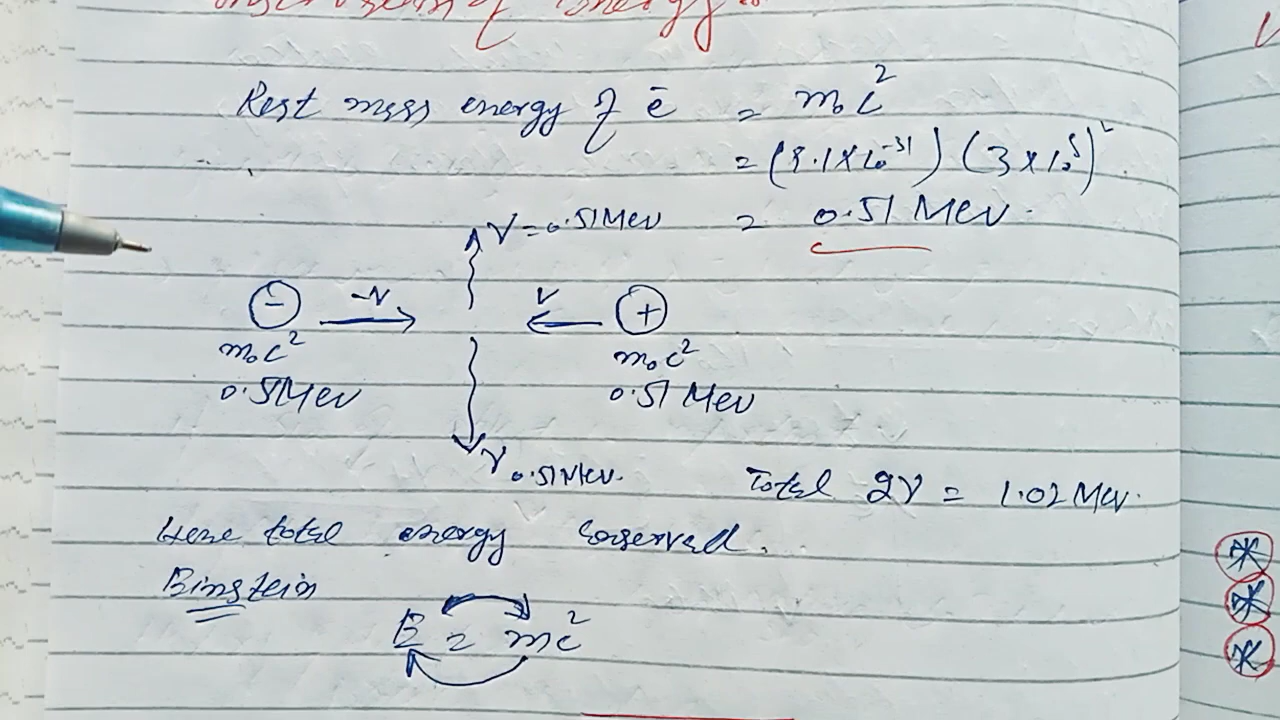 energy
Rest mass energy of ē = m₀c²
= (9.1×10⁻³¹) (3×10⁸)²
γ = 0.51 Mev = 0.51 Mev.
− -v v +
m₀c² m₀c²
0.51 Mev 0.51 Mev
γ 0.51 Mev. Total 2γ = 1.02 Mev.
Here total energy conserved.
Einstein
E = mc²